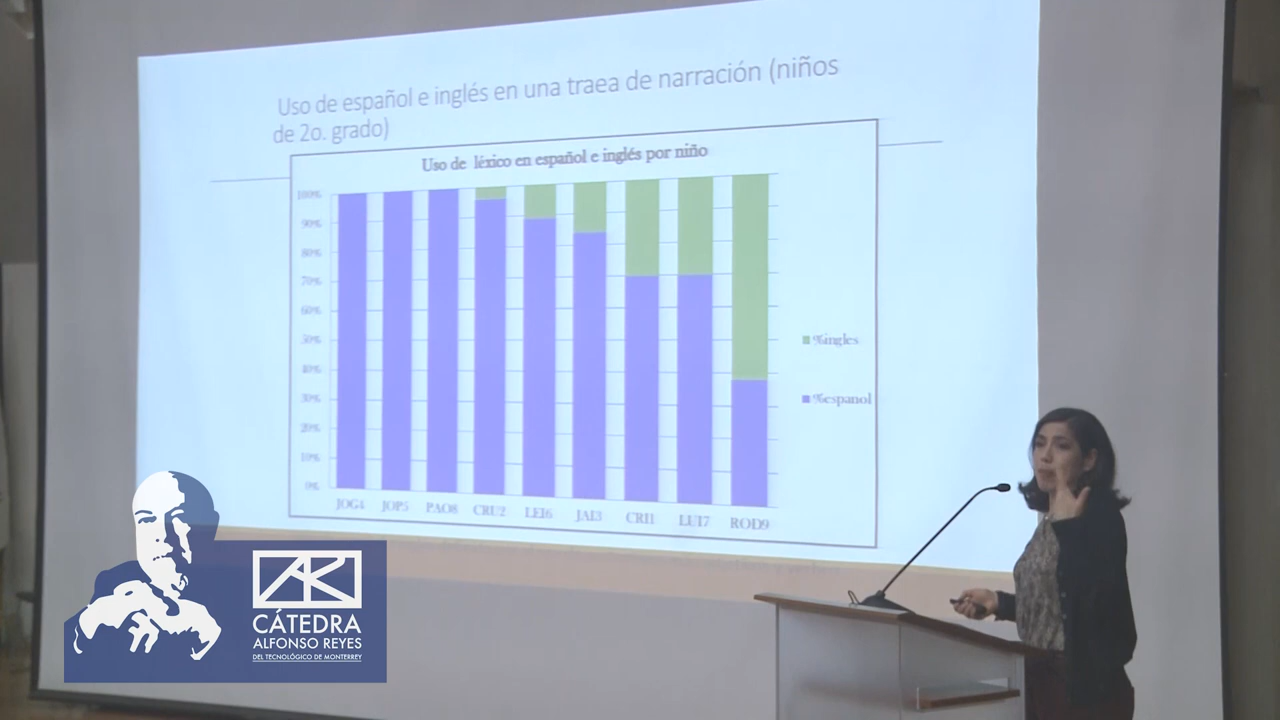 Uso de español e inglés en una traea de narración (niños
de 2o. grado)
Uso de léxico en español e inglés por niño
100%
90%
80%
70%
60%
50%
40%
30%
20%
10%
0%
JOG4 JOP5 PAO8 CRU2 LEI6 JAI3 CRI1 LUI7 ROD9
%ingles
%espanol
AR
CÁTEDRA
ALFONSO REYES
DEL TECNOLÓGICO DE MONTERREY